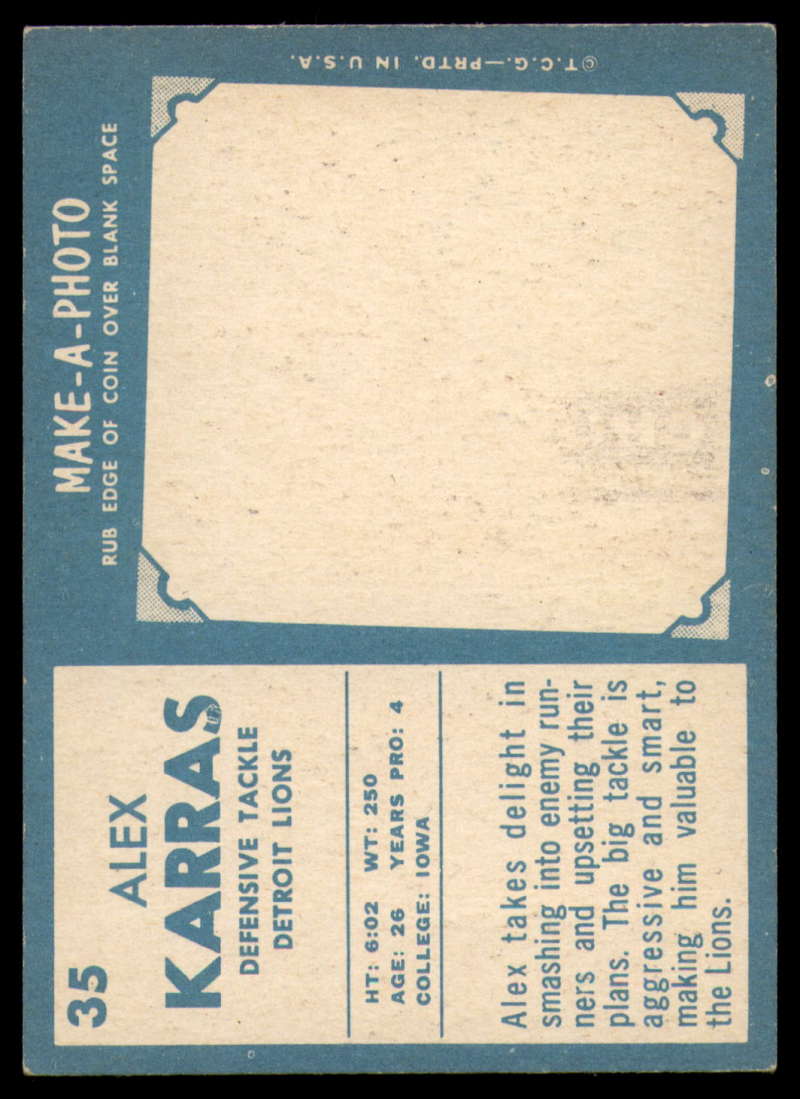 35
ALEX
KARRAS
DEFENSIVE TACKLE
DETROIT LIONS
HT: 6:02 WT: 250
AGE: 26 YEARS PRO: 4
COLLEGE: IOWA
Alex takes delight in
smashing into enemy run-
ners and upsetting their
plans. The big tackle is
aggressive and smart,
making him valuable to
the Lions.
MAKE-A-PHOTO
RUB EDGE OF COIN OVER BLANK SPACE
©T.C.G.—PRTD. IN U.S.A.